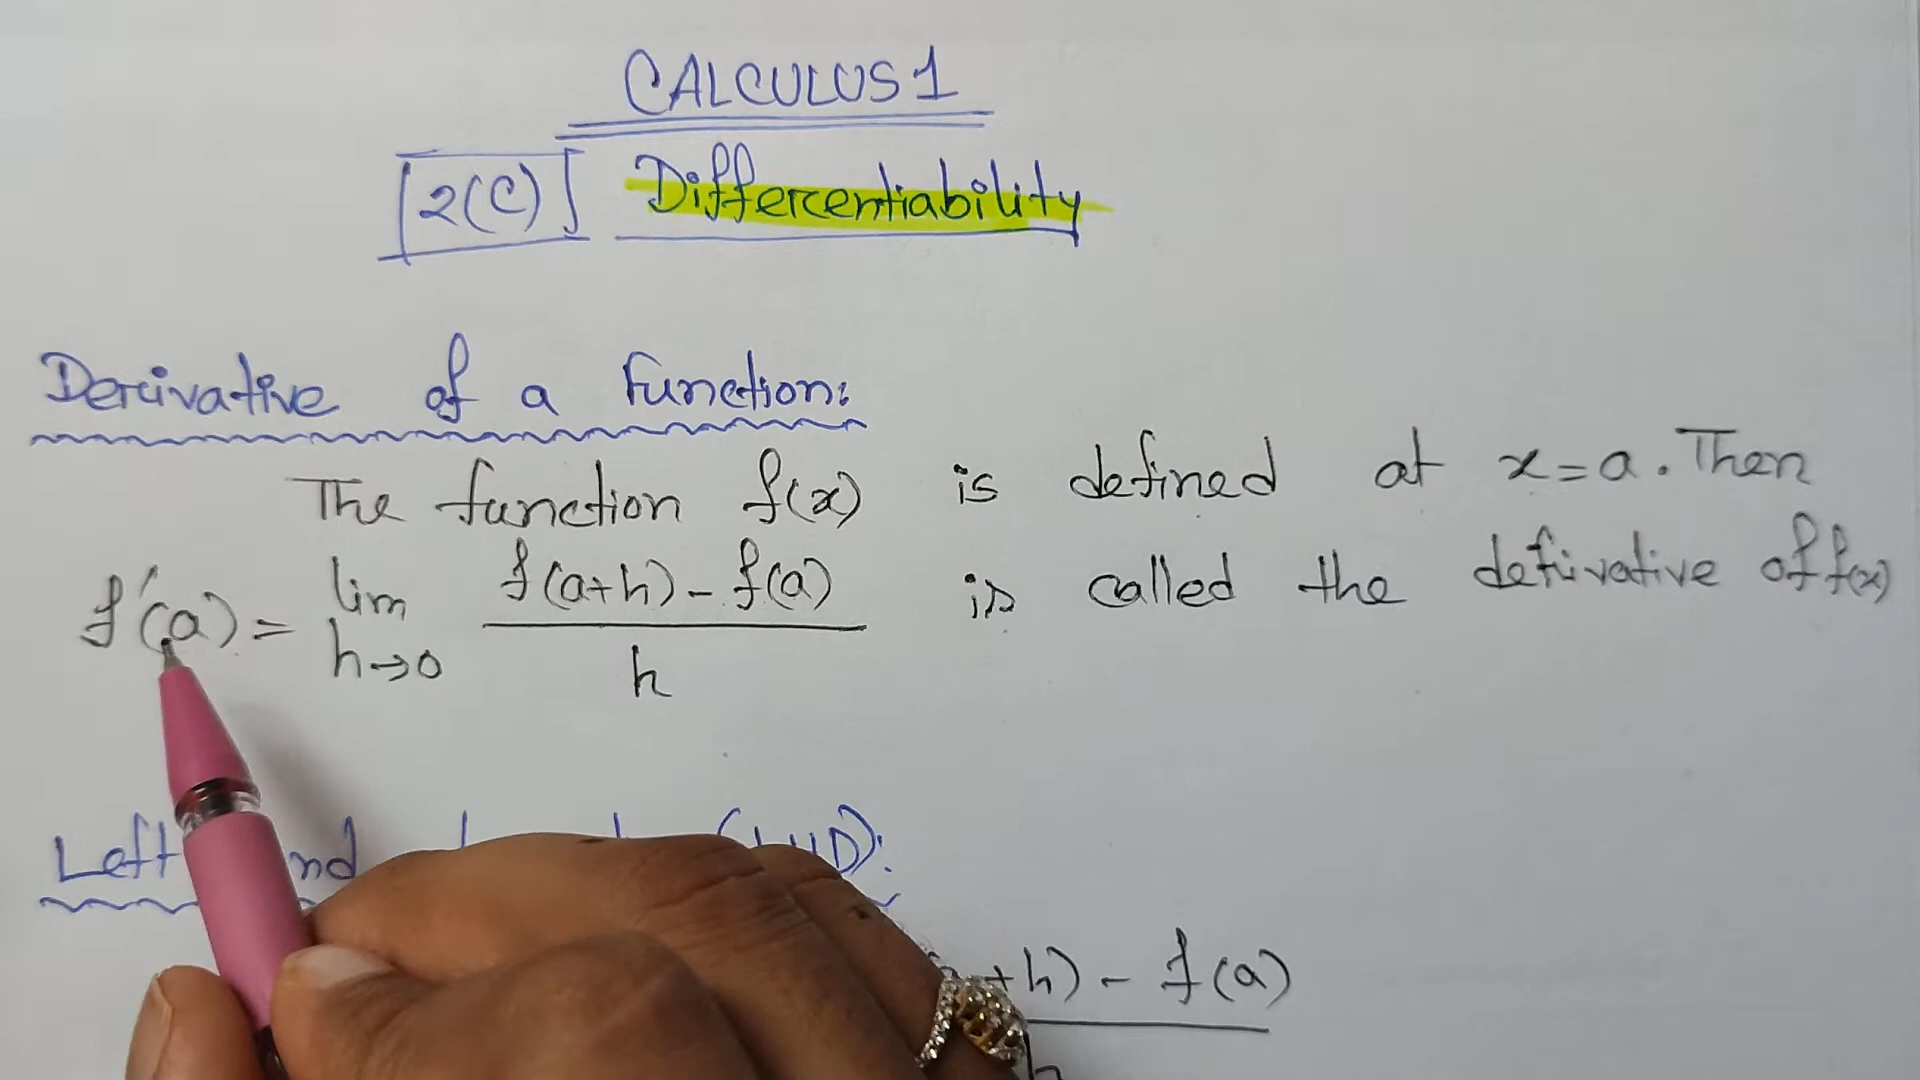 CALCULUS 1
2(C) Differentiability
Derivative of a function:
The function f(x) is defined at x=a. Then
f'(a) = lim h→0 f(a+h) - f(a) / h is called the derivative of f(x)
Left (LHD):
+h) - f(a)
h